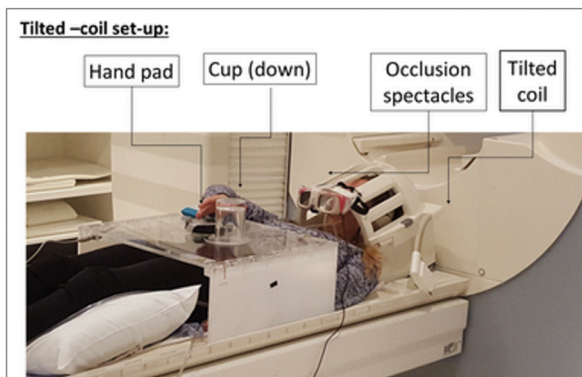 Tilted –coil set-up:
Hand pad
Cup (down)
Occlusion
spectacles
Tilted
coil